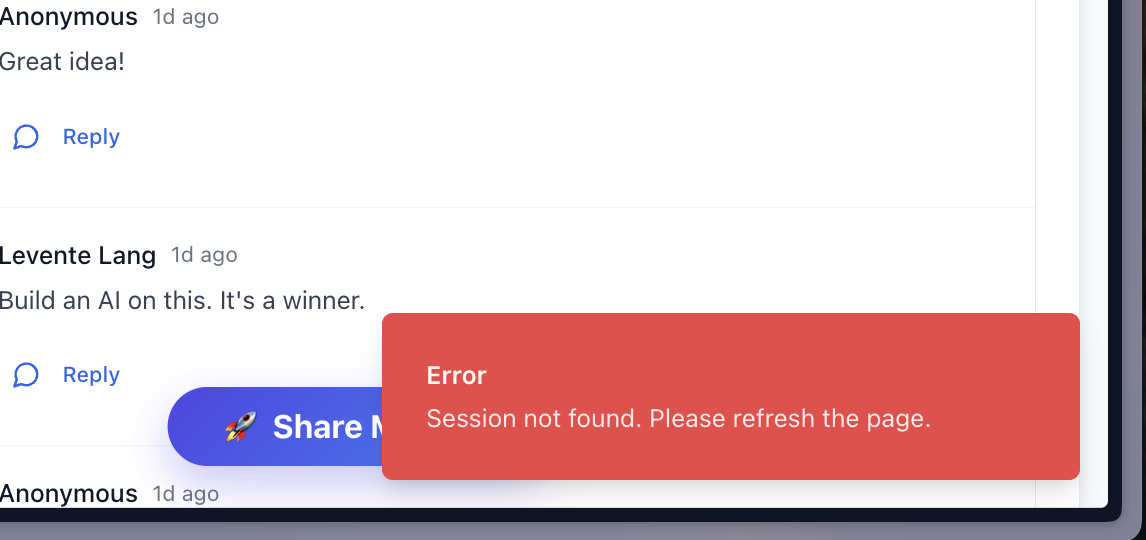 Anonymous 1d ago
Great idea!
Reply
Levente Lang 1d ago
Build an AI on this. It's a winner.
Reply
🚀 Share
Error
Session not found. Please refresh the page.
Anonymous 1d ago